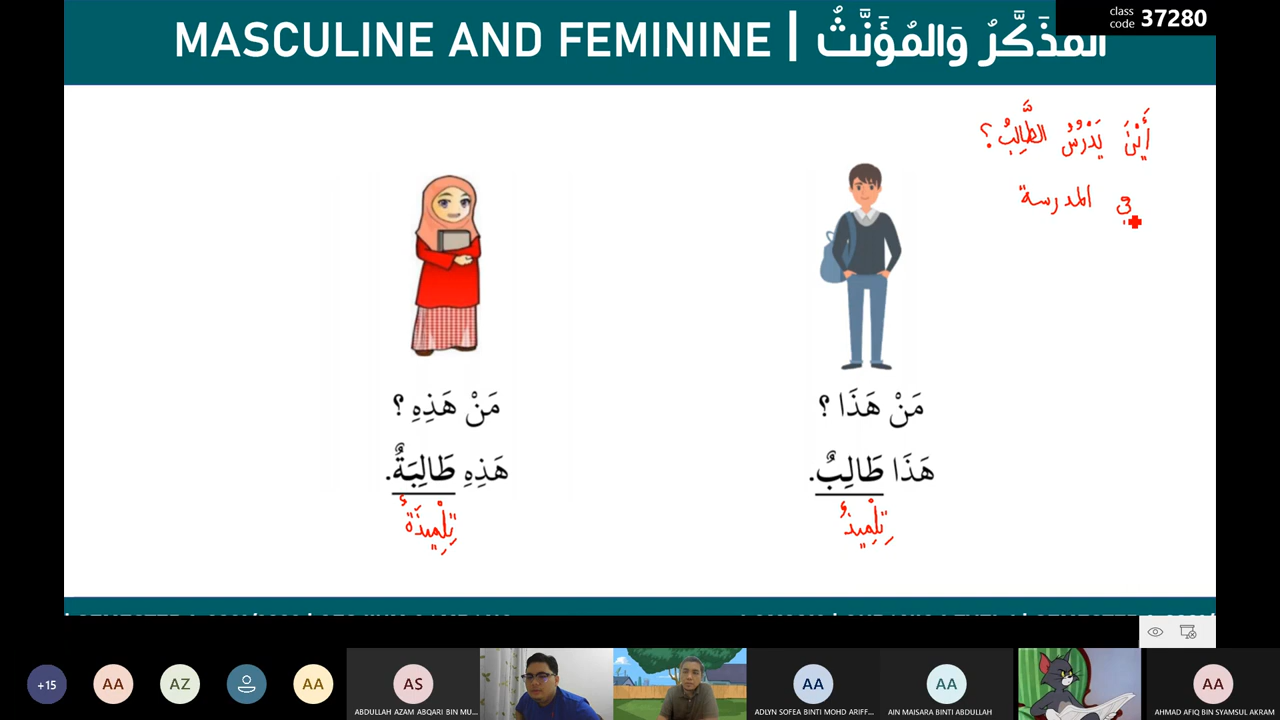 class code 37280
MASCULINE AND FEMININE | المُذَكَّرُ وَالمُؤَنَّثُ
أَيْنَ يَدْرُسُ الطَّالِبُ؟
في المدرسة
مَنْ هَذَا ؟
هَذَا طَالِبٌ.
تِلْمِيذٌ
مَنْ هَذِهِ ؟
هَذِهِ طَالِبَةٌ.
تِلْمِيذَةٌ
+15
AA
AZ
AA
AS
ABDULLAH AZAM ABQARI BIN MU...
AA
ADLYN SOFEA BINTI MOHD ARIFF...
AA
AIN MAISARA BINTI ABDULLAH
AA
AHMAD AFIQ BIN SYAMSUL AKRAM